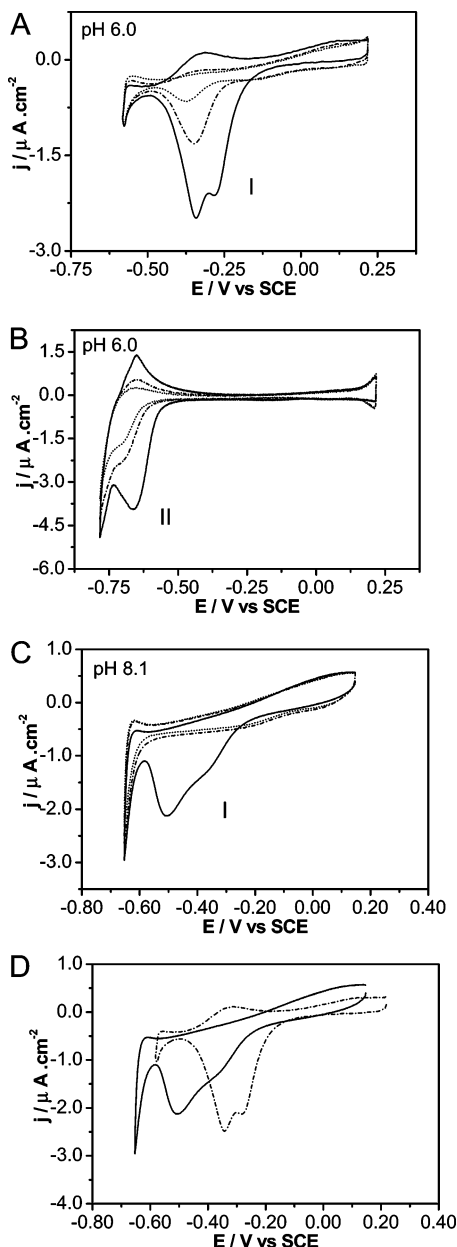 A
pH 6.0
0.0
-1.5
-3.0
j / μ A .cm-2
I
-0.75 -0.50 -0.25 0.00 0.25
E / V vs SCE
B
pH 6.0
1.5
0.0
-1.5
-3.0
-4.5
-6.0
j / μ A .cm-2
II
-0.75 -0.50 -0.25 0.00 0.25
E / V vs SCE
C
pH 8.1
1.0
0.0
-1.0
-2.0
-3.0
j / μ A .cm-2
I
-0.80 -0.60 -0.40 -0.20 0.00 0.20 0.40
E / V vs SCE
D
1.0
0.0
-1.0
-2.0
-3.0
-4.0
j / μ A .cm-2
-0.80 -0.60 -0.40 -0.20 0.00 0.20 0.40
E / V vs SCE